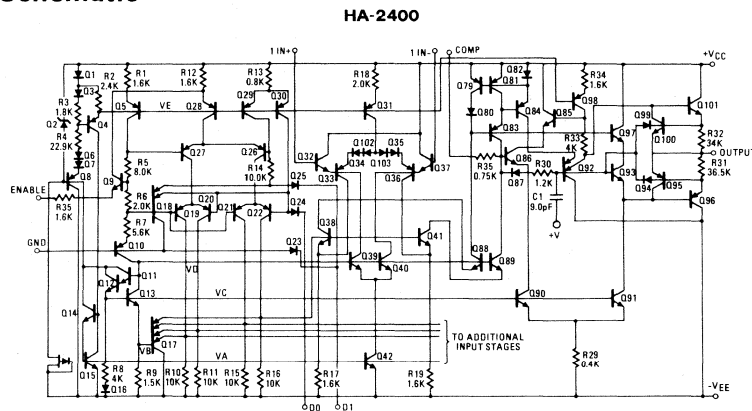 Schematic
HA-2400
1 IN+
1 IN-
COMP
+VCC
Q1
Q3
R2
2.4K
R1
1.6K
R12
1.6K
R13
0.8K
Q29
Q30
R18
2.0K
Q79
Q81
Q82
R34
1.6K
R3
1.8K
Q2
R4
22.9K
Q4
Q5
VE
Q28
Q31
Q80
Q84
Q85
Q98
Q101
Q6
Q7
Q8
Q27
Q26
R14
10.0K
Q32
Q33
Q34
Q102
Q103
Q35
Q36
Q37
Q83
Q86
R33
4K
Q97
Q99
Q100
R32
34K
OUTPUT
R31
36.5K
ENABLE
R35
1.6K
Q9
R5
8.0K
R6
2.0K
R7
5.6K
Q18
Q19
Q20
Q21
Q22
Q25
Q24
Q23
R35
0.75K
Q87
R30
1.2K
Q92
Q93
Q94
Q95
Q96
C1
9.0pF
+V
GND
Q10
Q38
Q41
Q39
Q40
Q88
Q89
VD
Q12
Q11
Q13
VC
Q90
Q91
Q14
Q17
VB
VA
TO ADDITIONAL
INPUT STAGES
Q15
R8
4K
Q16
R9
1.5K
R10
10K
R11
10K
R15
10K
R16
10K
R17
1.6K
Q42
R19
1.6K
R29
0.4K
-VEE
D0
D1